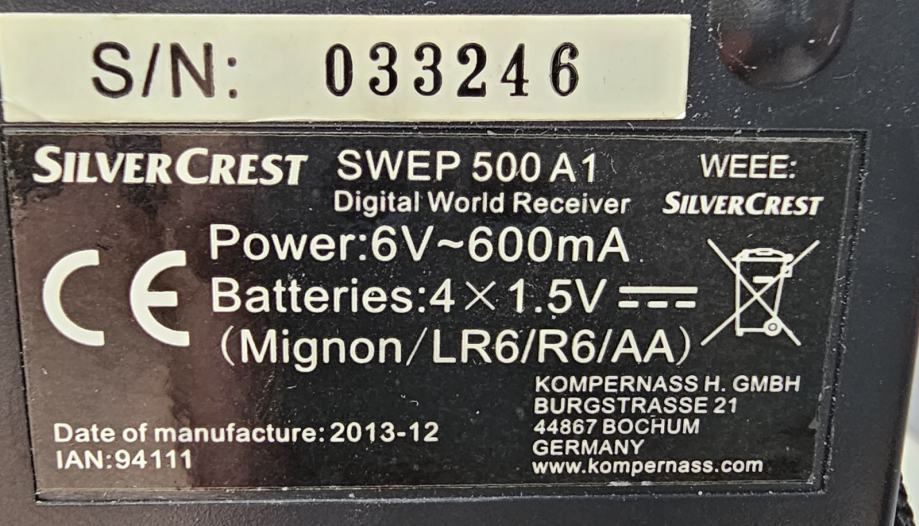 S/N: 033246
SILVERCREST SWEP 500 A1 WEEE:
Digital World Receiver SILVERCREST
Power:6V~600mA
CE
Batteries:4×1.5V
(Mignon/LR6/R6/AA)
KOMPERNASS H. GMBH
BURGSTRASSE 21
44867 BOCHUM
GERMANY
www.kompernass.com
Date of manufacture:2013-12
IAN:94111